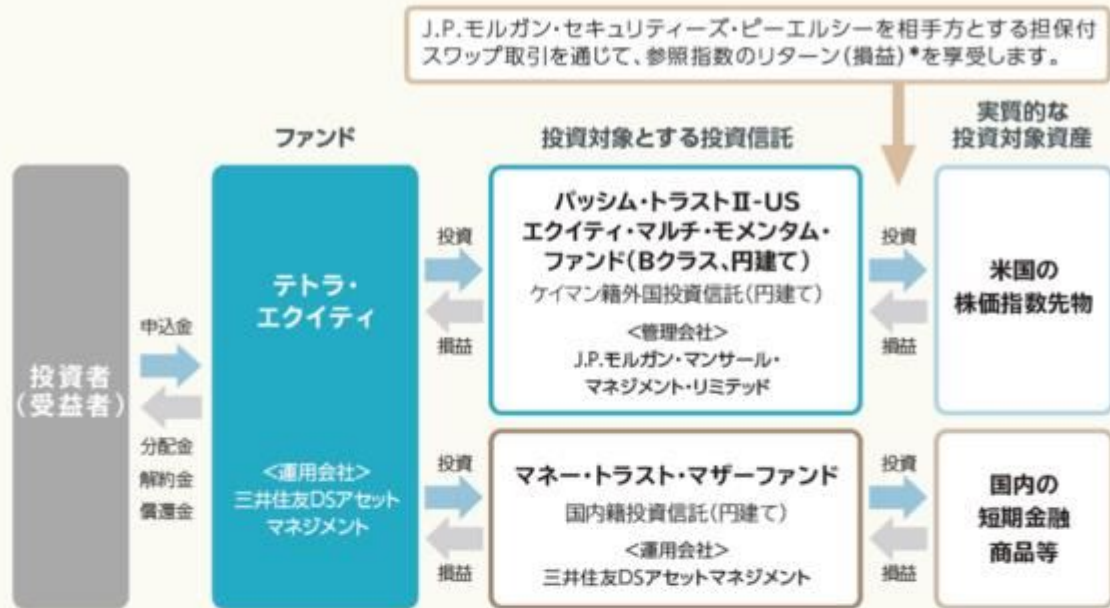 J.P.モルガン・セキュリティーズ・ピーエルシーを相手方とする担保付
スワップ取引を通じて、参照指数のリターン(損益)*を享受します。
ファンド
投資対象とする投資信託
実質的な
投資対象資産
投資者
(受益者)
申込金
分配金
解約金
償還金
テトラ・
エクイティ
<運用会社>
三井住友DSアセット
マネジメント
投資
損益
パッシム・トラストⅡ-US
エクイティ・マルチ・モメンタム・
ファンド(Bクラス、円建て)
ケイマン籍外国投資信託(円建て)
<管理会社>
J.P.モルガン・マンサール・
マネジメント・リミテッド
投資
損益
米国の
株価指数先物
投資
損益
マネー・トラスト・マザーファンド
国内籍投資信託(円建て)
<運用会社>
三井住友DSアセットマネジメント
投資
損益
国内の
短期金融
商品等